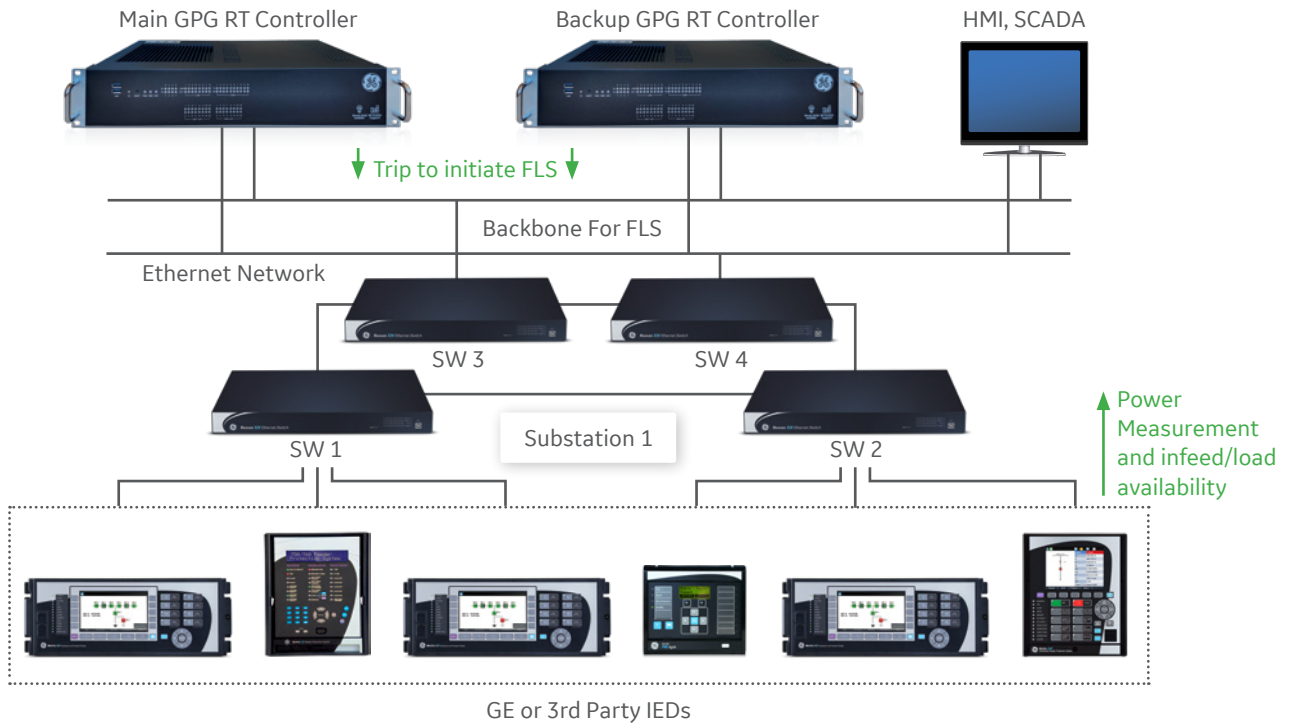 Main GPG RT Controller
Backup GPG RT Controller
HMI, SCADA
Trip to initiate FLS
Backbone For FLS
Ethernet Network
SW 3
SW 4
SW 1
Substation 1
SW 2
Power
Measurement
and infeed/load
availability
GE or 3rd Party IEDs